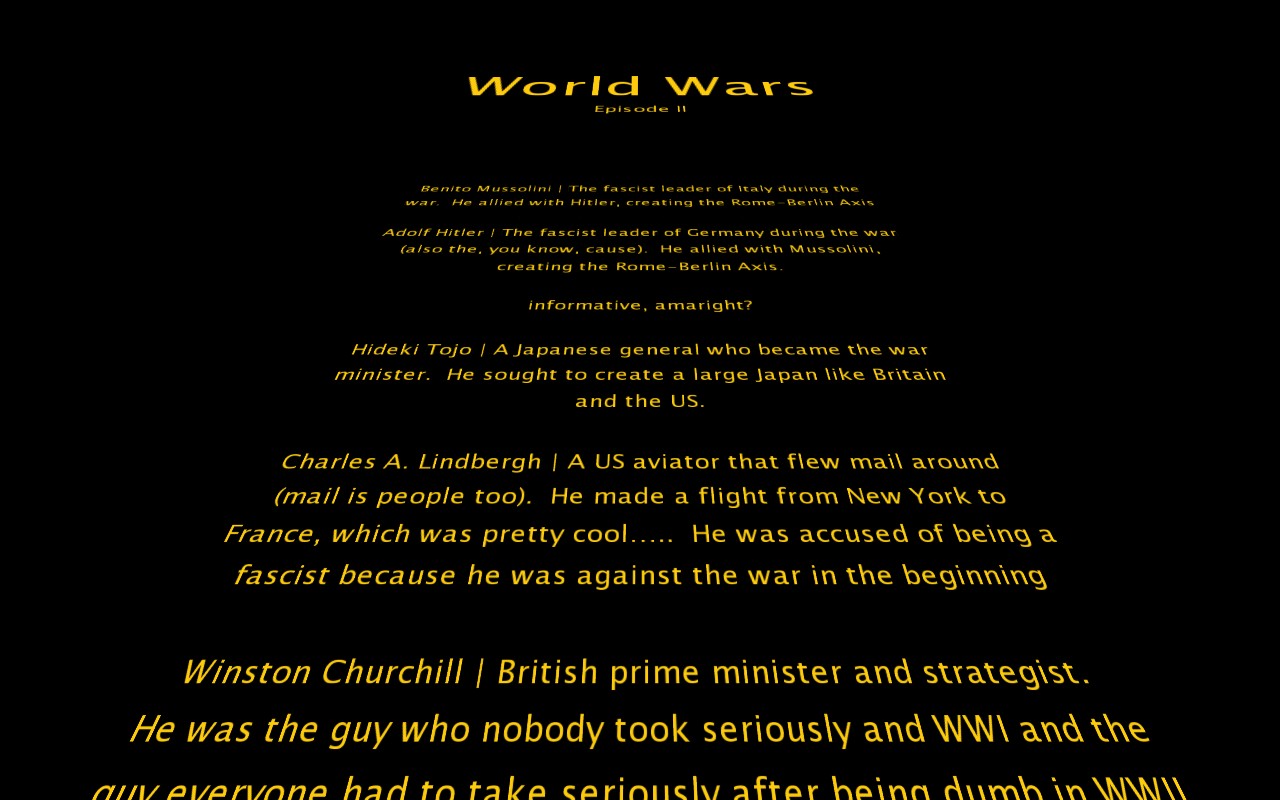 World Wars
Episode II
Benito Mussolini | The fascist leader of Italy during the
war.  He allied with Hitler, creating the Rome-Berlin Axis
Adolf Hitler | The fascist leader of Germany during the war
(also the, you know, cause).  He allied with Mussolini,
creating the Rome-Berlin Axis.
informative, amaright?
Hideki Tojo | A Japanese general who became the war
minister.  He sought to create a large Japan like Britain
and the US.
Charles A. Lindbergh | A US aviator that flew mail around
(mail is people too).  He made a flight from New York to
France, which was pretty cool.....  He was accused of being a
fascist because he was against the war in the beginning
Winston Churchill | British prime minister and strategist.
He was the guy who nobody took seriously and WWI and the
guy everyone had to take seriously after being dumb in WWII